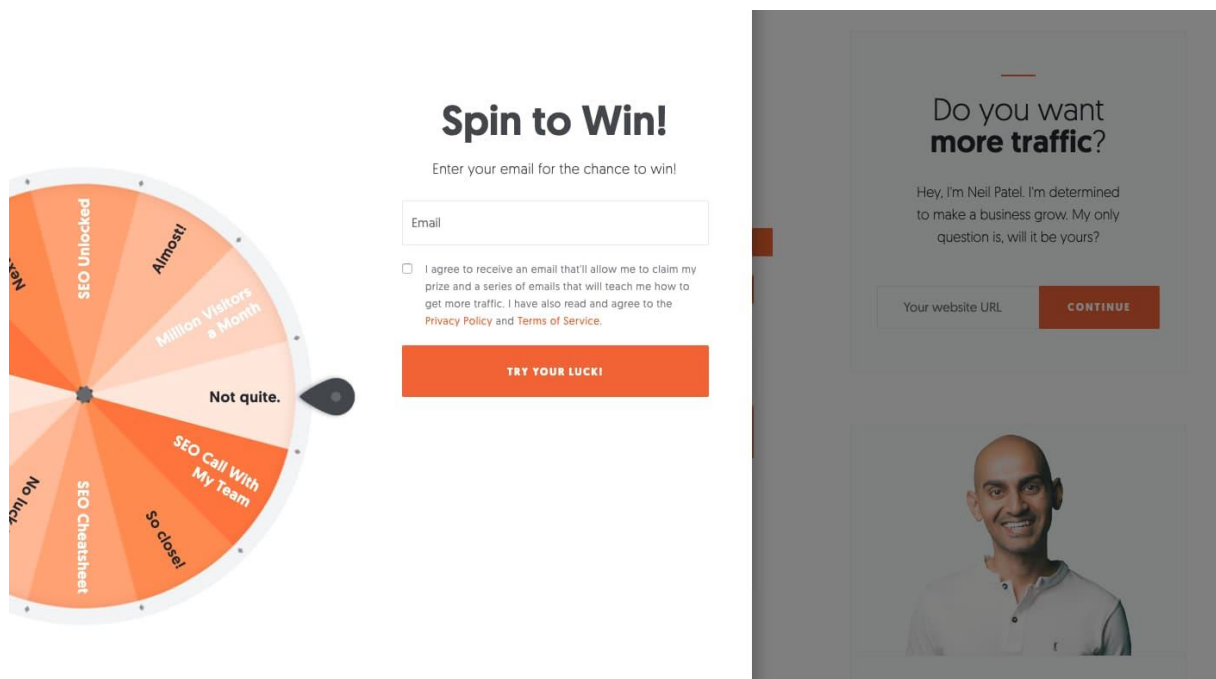 Spin to Win!
Enter your email for the chance to win!
Email
I agree to receive an email that'll allow me to claim my
prize and a series of emails that will teach me how to
get more traffic. I have also read and agree to the
Privacy Policy and Terms of Service.
TRY YOUR LUCK!
SEO Unlocked
Almost!
Million Visitors
a Month
Not quite.
SEO Call With
My Team
So close!
SEO Cheatsheet
No
Next
Do you want
more traffic?
Hey, I'm Neil Patel. I'm determined
to make a business grow. My only
question is, will it be yours?
Your website URL
CONTINUE